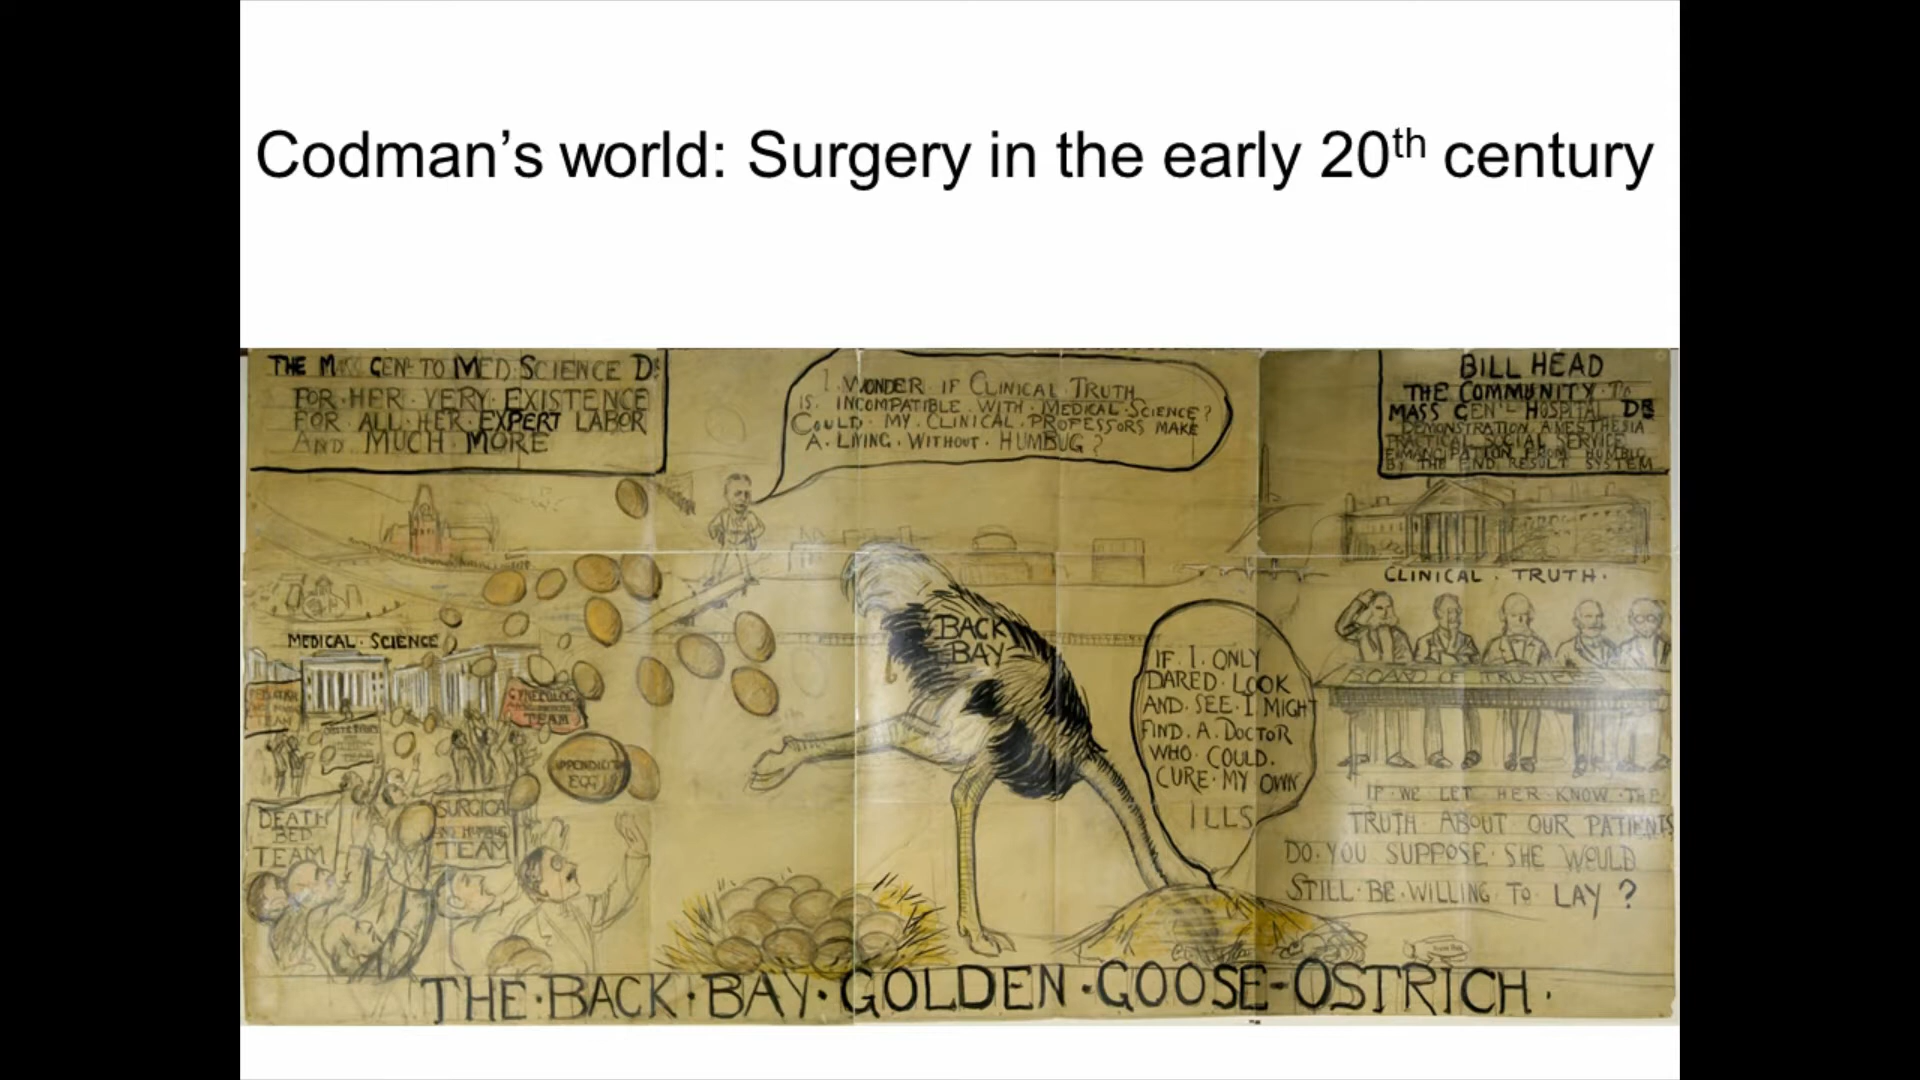 Codman’s world: Surgery in the early 20th century
THE MASS GENL TO MED. SCIENCE DR
FOR HER VERY EXISTENCE
FOR ALL HER EXPERT LABOR
AND MUCH MORE
I WONDER IF CLINICAL TRUTH
IS INCOMPATIBLE WITH MEDICAL SCIENCE?
COULD MY CLINICAL PROFESSORS MAKE
A LIVING WITHOUT HUMBUG?
BILL HEAD
THE COMMUNITY TO
MASS GEN'L HOSPITAL DR
DEMONSTRATION ANESTHESIA
PRACTICAL SOCIAL SERVICE
EMANCIPATION FROM HUMBUG
BY THE END RESULT SYSTEM
CLINICAL TRUTH.
MEDICAL SCIENCE
TEAM
TEAM
BACK
BAY
IF I ONLY
DARED LOOK
AND SEE I MIGHT
FIND A DOCTOR
WHO COULD
CURE MY OWN
ILLS
BOARD OF TRUSTEES
EGG
DEATH
BED
TEAM
SURGICAL
AND HUMBUG
TEAM
IF WE LET HER KNOW THE
TRUTH ABOUT OUR PATIENTS
DO YOU SUPPOSE SHE WOULD
STILL BE WILLING TO LAY?
THE·BACK·BAY·GOLDEN·GOOSE-OSTRICH.